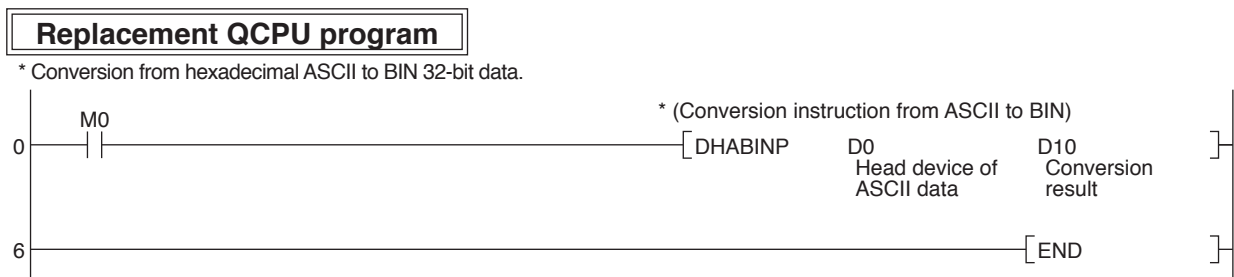 Replacement QCPU program
* Conversion from hexadecimal ASCII to BIN 32-bit data.
* (Conversion instruction from ASCII to BIN)
M0
0
DHABINP D0 D10
Head device of Conversion
ASCII data result
6
END